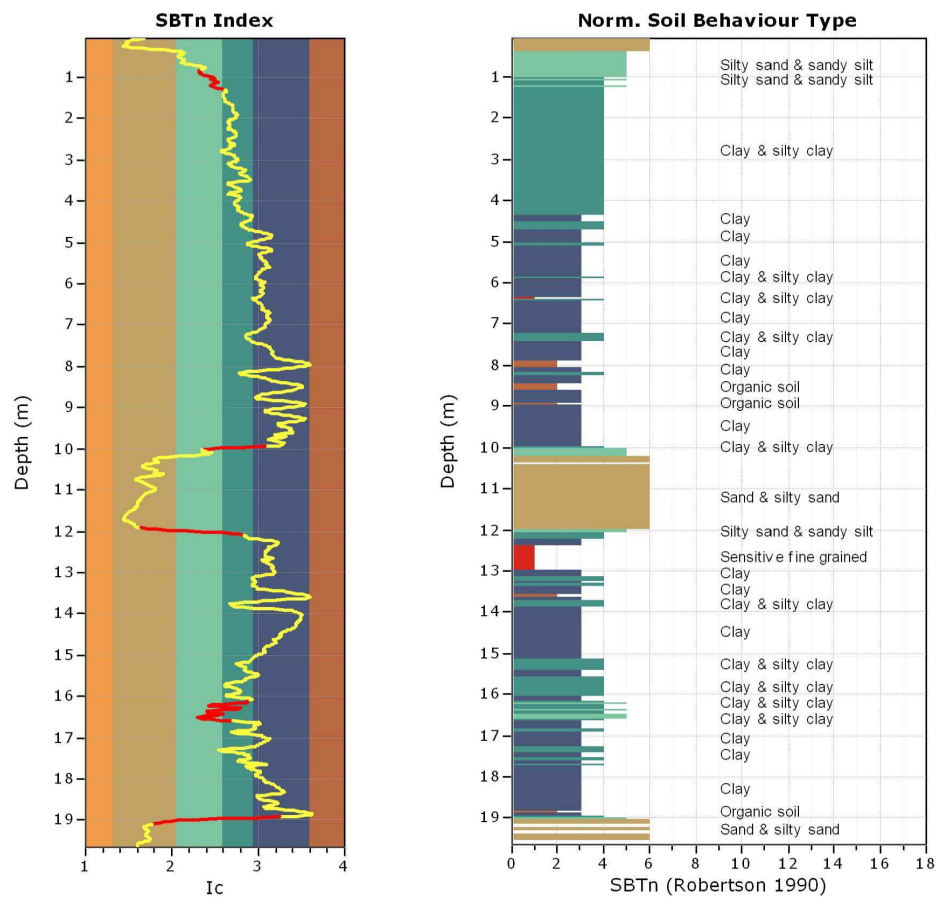 SBTn Index
Depth (m)
1
2
3
4
5
6
7
8
9
10
11
12
13
14
15
16
17
18
19
1 2 3 4
Ic
Norm. Soil Behaviour Type
Depth (m)
1
2
3
4
5
6
7
8
9
10
11
12
13
14
15
16
17
18
19
Silty sand & sandy silt
Silty sand & sandy silt
Clay & silty clay
Clay
Clay
Clay
Clay & silty clay
Clay & silty clay
Clay
Clay & silty clay
Clay
Clay
Organic soil
Organic soil
Clay
Clay & silty clay
Sand & silty sand
Silty sand & sandy silt
Sensitive fine grained
Clay
Clay
Clay & silty clay
Clay
Clay & silty clay
Clay & silty clay
Clay & silty clay
Clay & silty clay
Clay
Clay
Clay
Organic soil
Sand & silty sand
0 2 4 6 8 10 12 14 16 18
SBTn (Robertson 1990)